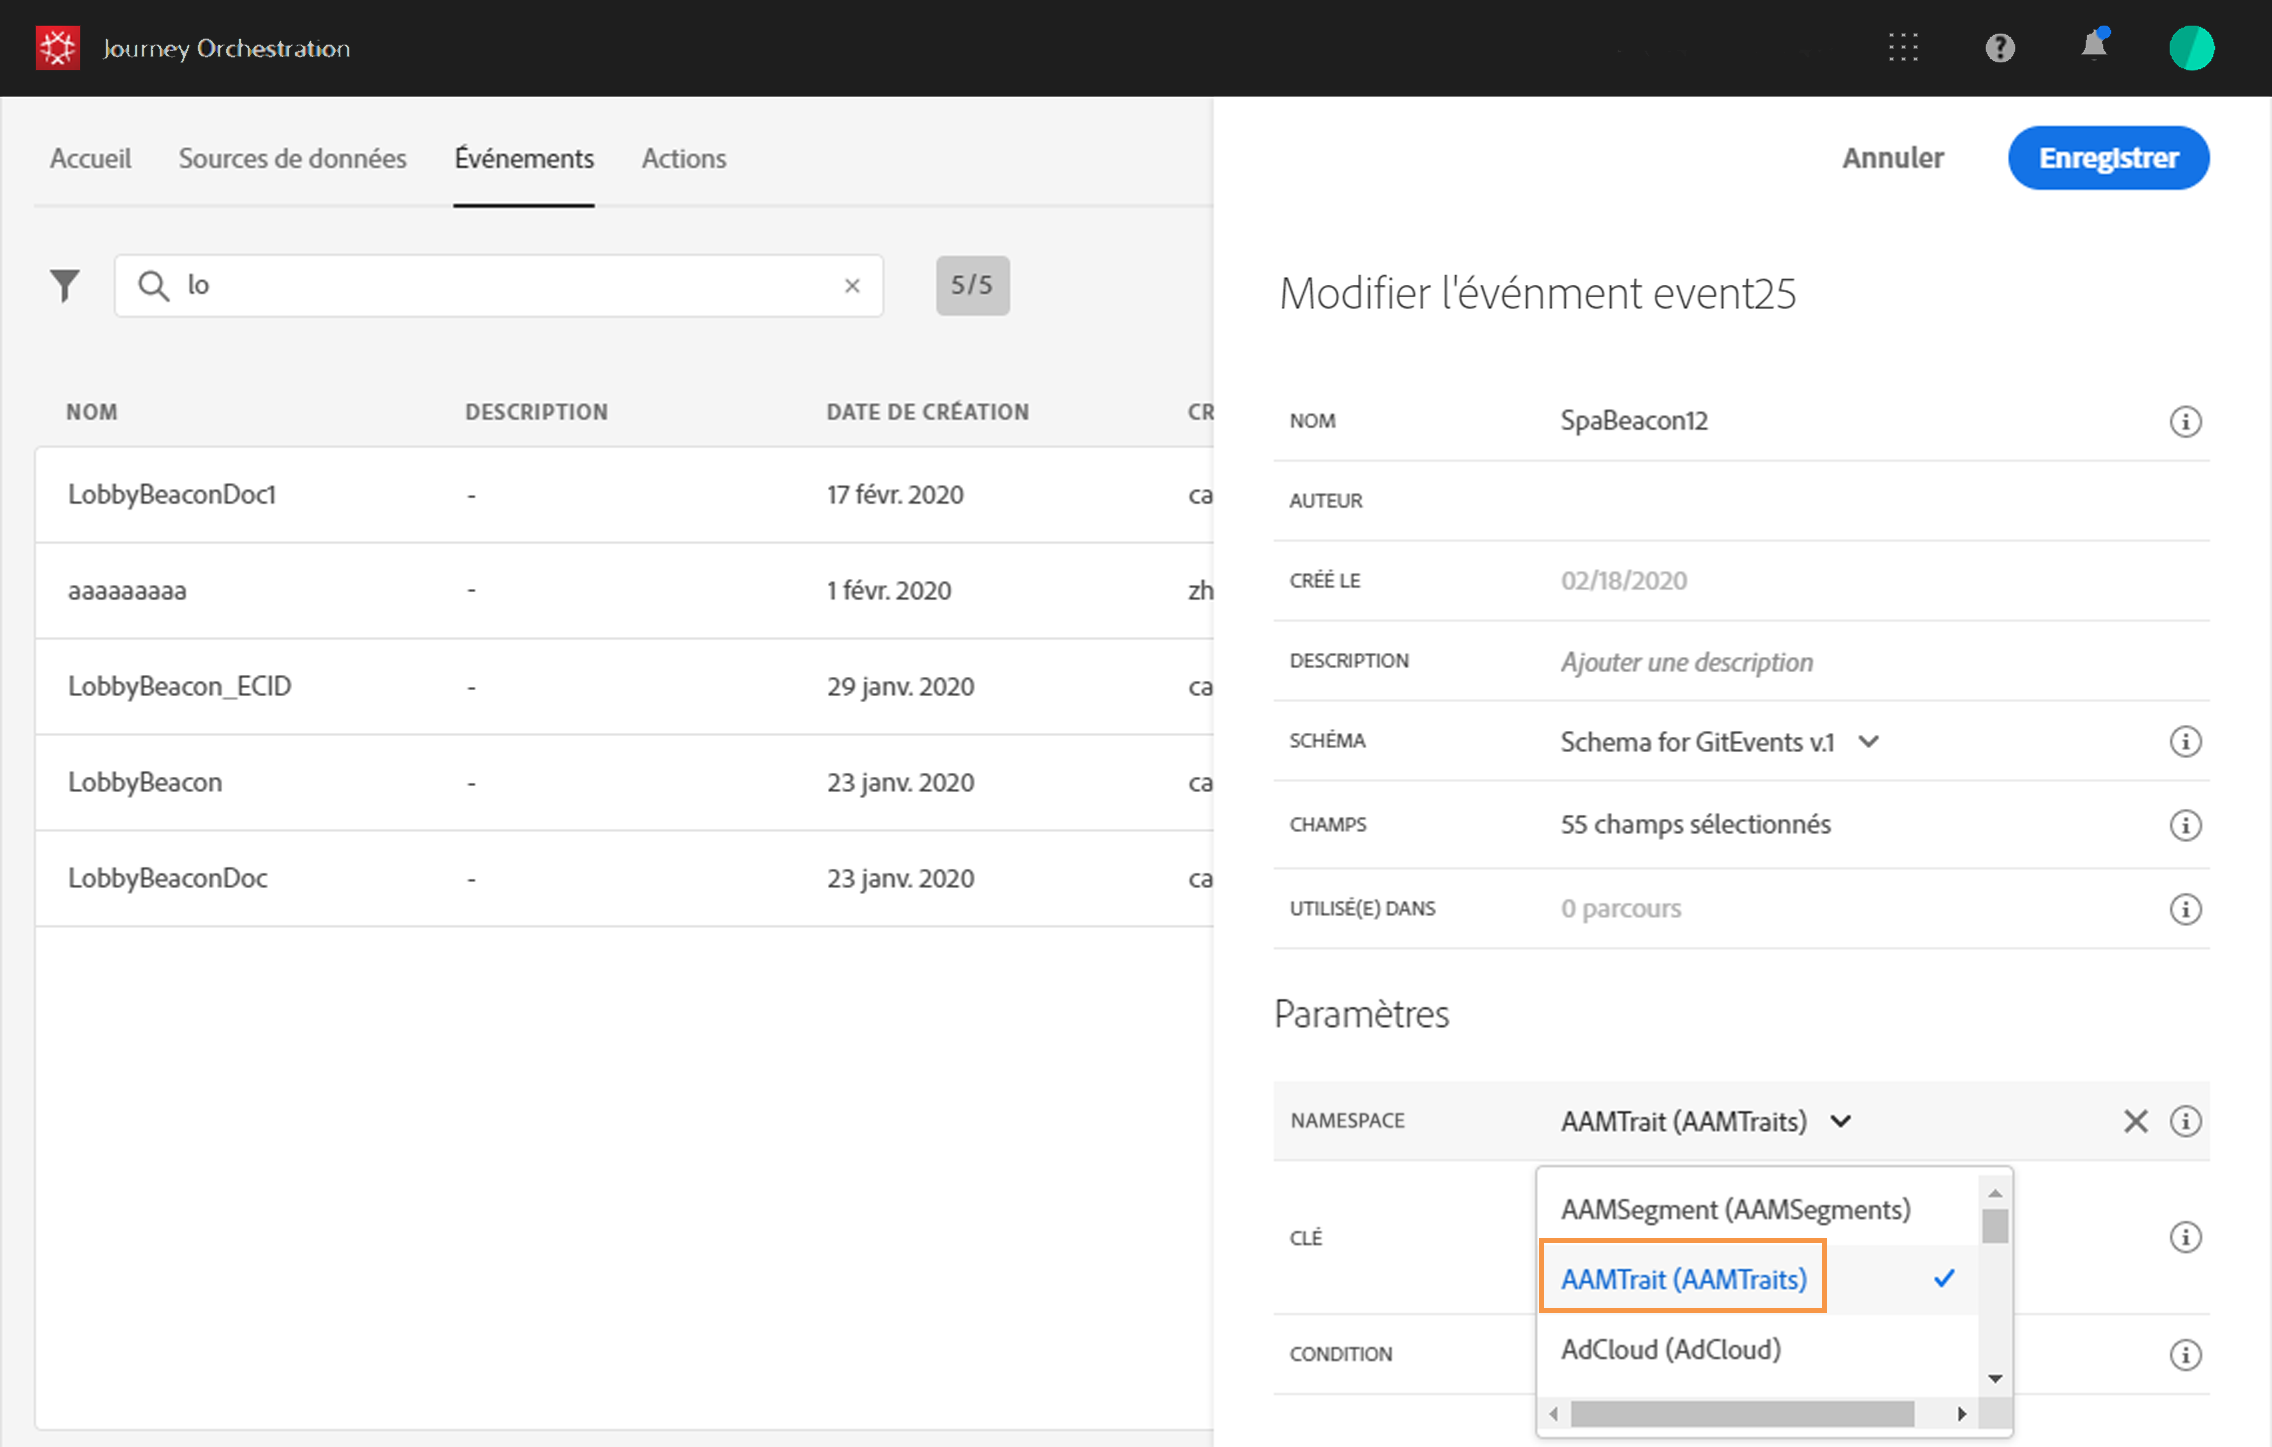 Journey Orchestration
Accueil Sources de données Événements Actions
Annuler Enregistrer
lo
5/5
Modifier l'événment event25
NOM DESCRIPTION DATE DE CRÉATION CR
LobbyBeaconDoc1 - 17 févr. 2020 ca
aaaaaaaaa - 1 févr. 2020 zh
LobbyBeacon_ECID - 29 janv. 2020 ca
LobbyBeacon - 23 janv. 2020 ca
LobbyBeaconDoc - 23 janv. 2020 ca
NOM SpaBeacon12
AUTEUR
CRÉÉ LE 02/18/2020
DESCRIPTION Ajouter une description
SCHÉMA Schema for GitEvents v.1
CHAMPS 55 champs sélectionnés
UTILISÉ(E) DANS 0 parcours
Paramètres
NAMESPACE AAMTrait (AAMTraits)
AAMSegment (AAMSegments)
CLÉ
AAMTrait (AAMTraits)
AdCloud (AdCloud)
CONDITION